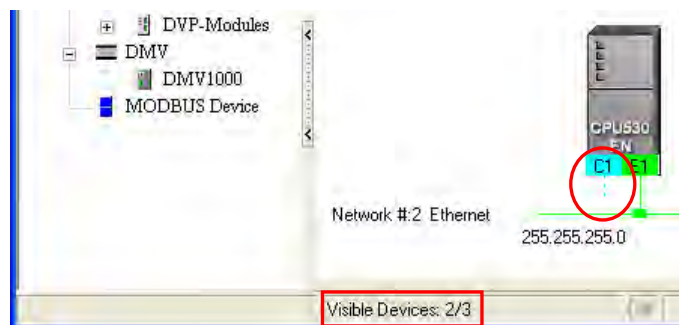 DVP-Modules
DMV
DMV1000
MODBUS Device
CPU530
EN
C1 E1
Network #:2 Ethernet
255.255.255.0
Visible Devices: 2/3